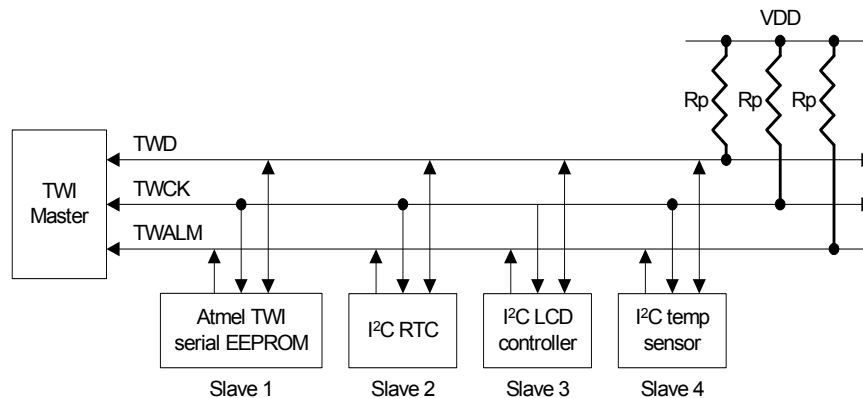 VDD
Rp Rp Rp
TWD
TWI
Master
TWCK
TWALM
Atmel TWI
serial EEPROM
I²C RTC
I²C LCD
controller
I²C temp
sensor
Slave 1 Slave 2 Slave 3 Slave 4